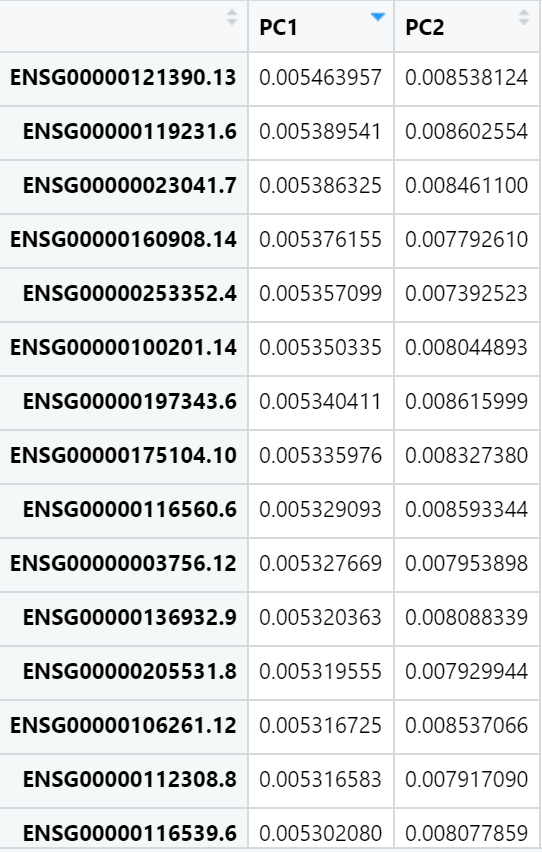 PC1 PC2
ENSG00000121390.13 0.005463957 0.008538124
ENSG00000119231.6 0.005389541 0.008602554
ENSG00000023041.7 0.005386325 0.008461100
ENSG00000160908.14 0.005376155 0.007792610
ENSG00000253352.4 0.005357099 0.007392523
ENSG00000100201.14 0.005350335 0.008044893
ENSG00000197343.6 0.005340411 0.008615999
ENSG00000175104.10 0.005335976 0.008327380
ENSG00000116560.6 0.005329093 0.008593344
ENSG00000003756.12 0.005327669 0.007953898
ENSG00000136932.9 0.005320363 0.008088339
ENSG00000205531.8 0.005319555 0.007929944
ENSG00000106261.12 0.005316725 0.008537066
ENSG00000112308.8 0.005316583 0.007917090
ENSG00000116539.6 0.005302080 0.008077859